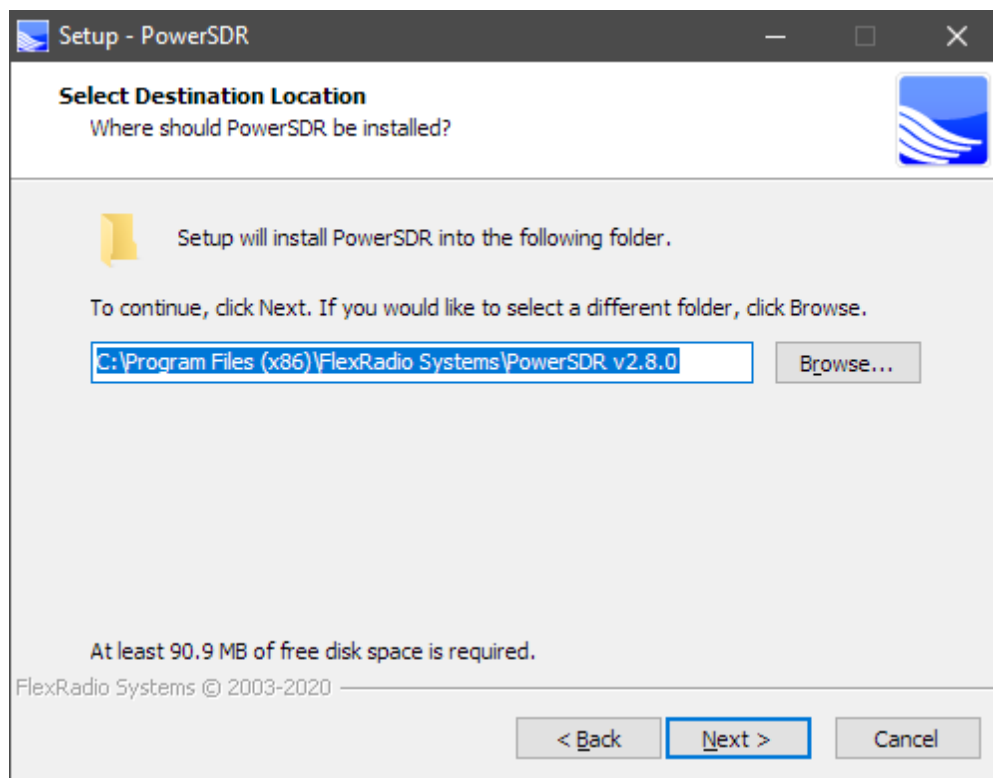 Setup - PowerSDR
Select Destination Location
Where should PowerSDR be installed?
Setup will install PowerSDR into the following folder.
To continue, click Next. If you would like to select a different folder, click Browse.
C:\Program Files (x86)\FlexRadio Systems\PowerSDR v2.8.0
Browse...
At least 90.9 MB of free disk space is required.
FlexRadio Systems © 2003-2020
< Back
Next >
Cancel